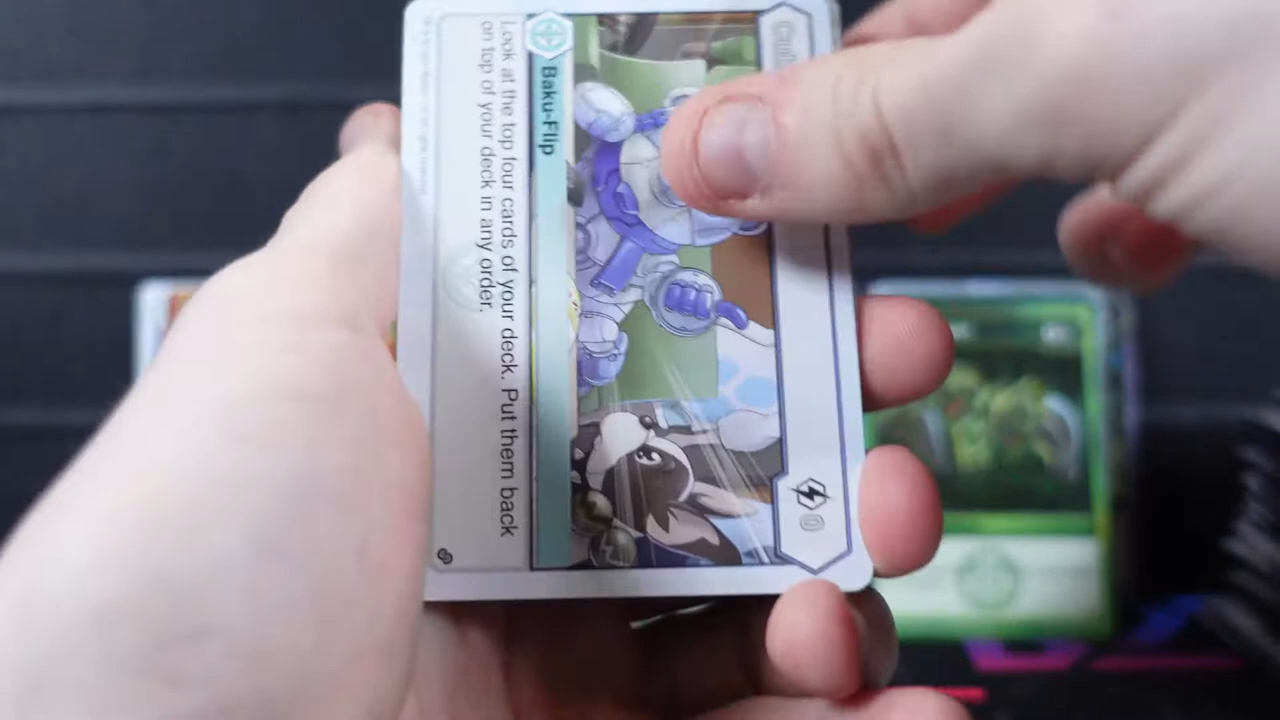 0
Baku-Flip
Look at the top four cards of your deck. Put them back
on top of your deck in any order.